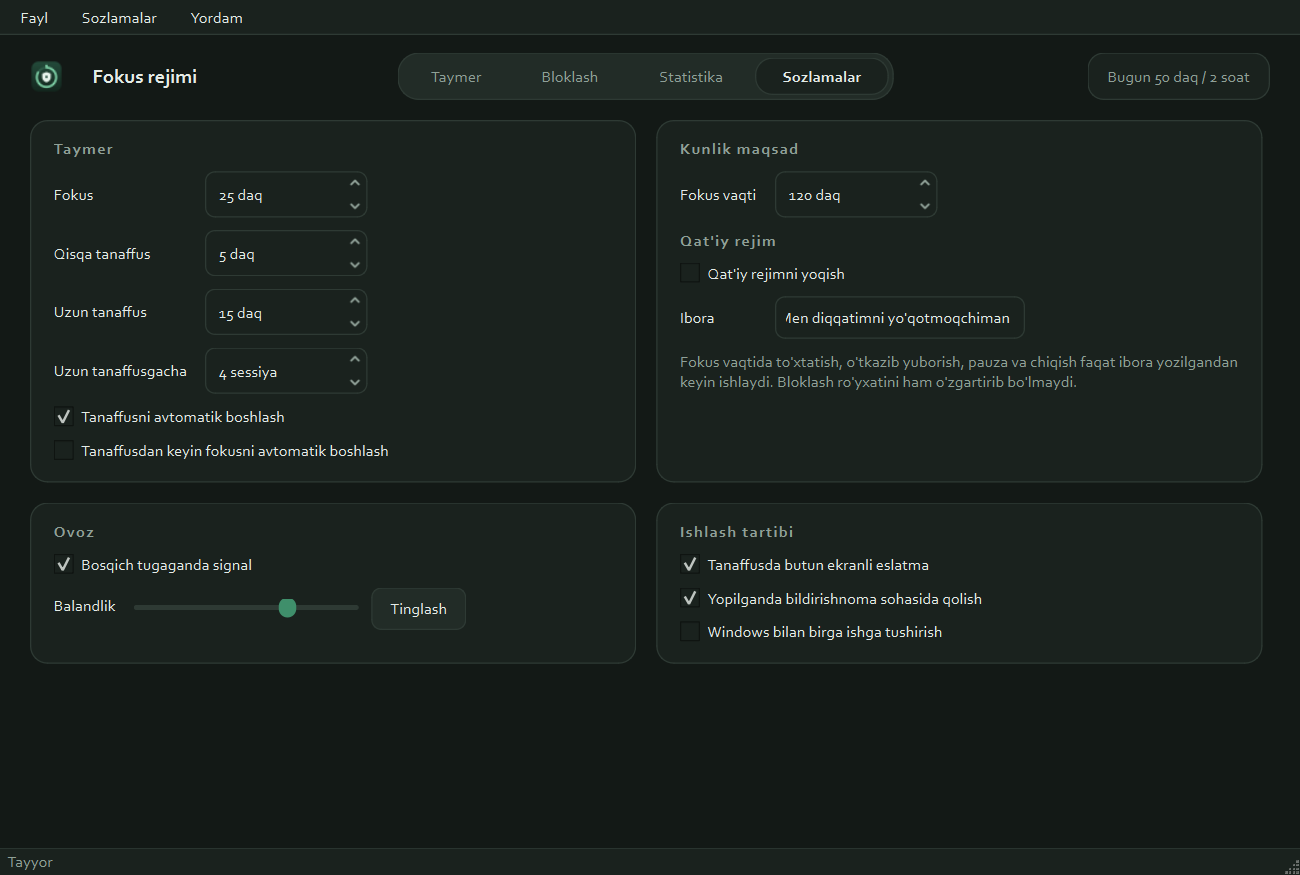 Fayl Sozlamalar Yordam
Fokus rejimi
Taymer Bloklash Statistika Sozlamalar
Bugun 50 daq / 2 soat
Taymer
Fokus 25 daq
Qisqa tanaffus 5 daq
Uzun tanaffus 15 daq
Uzun tanaffusgacha 4 sessiya
Tanaffusni avtomatik boshlash
Tanaffusdan keyin fokusni avtomatik boshlash
Kunlik maqsad
Fokus vaqti 120 daq
Qat'iy rejim
Qat'iy rejimni yoqish
Ibora diqqatimni yo'qotmoqchiman
Fokus vaqtida to'xtatish, o'tkazib yuborish, pauza va chiqish faqat ibora yozilgandan
keyin ishlaydi. Bloklash ro'yxatini ham o'zgartirib bo'lmaydi.
Ovoz
Bosqich tugaganda signal
Balandlik Tinglash
Ishlash tartibi
Tanaffusda butun ekranli eslatma
Yopilganda bildirishnoma sohasida qolish
Windows bilan birga ishga tushirish
Tayyor